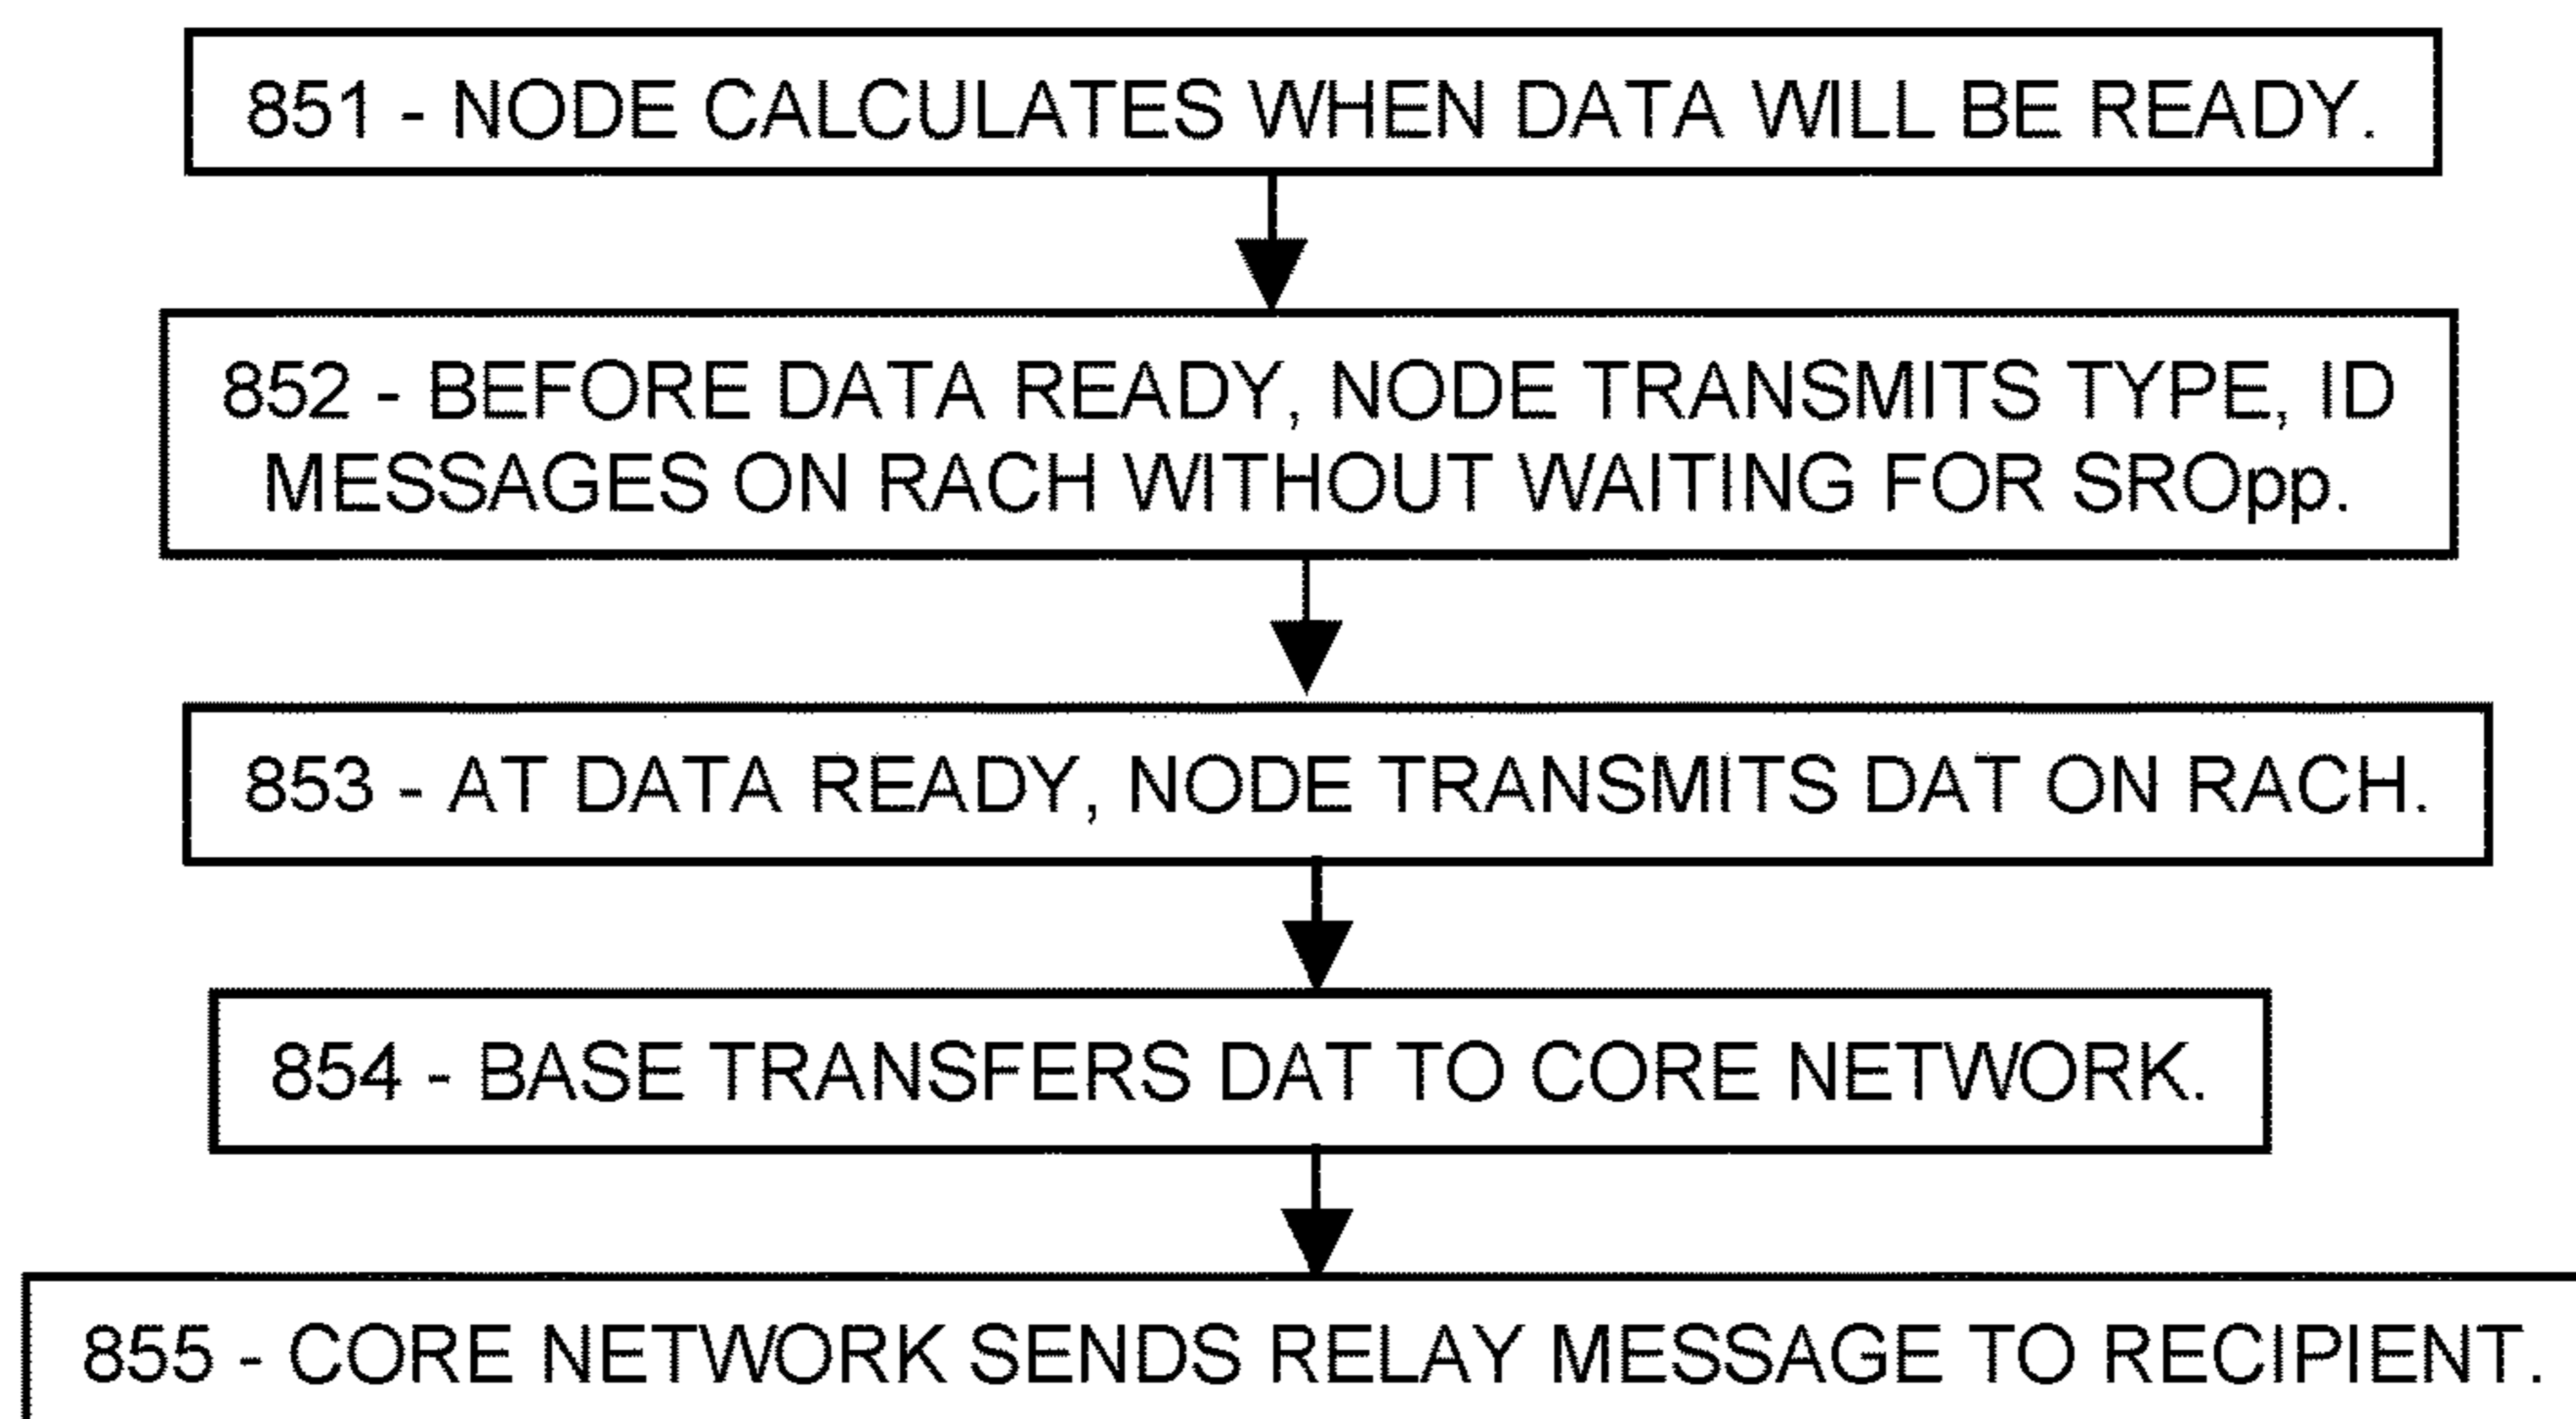 851 - NODE CALCULATES WHEN DATA WILL BE READY.
852 - BEFORE DATA READY, NODE TRANSMITS TYPE, ID
MESSAGES ON RACH WITHOUT WAITING FOR SROpp.
853 - AT DATA READY, NODE TRANSMITS DAT ON RACH.
854 - BASE TRANSFERS DAT TO CORE NETWORK.
855 - CORE NETWORK SENDS RELAY MESSAGE TO RECIPIENT.